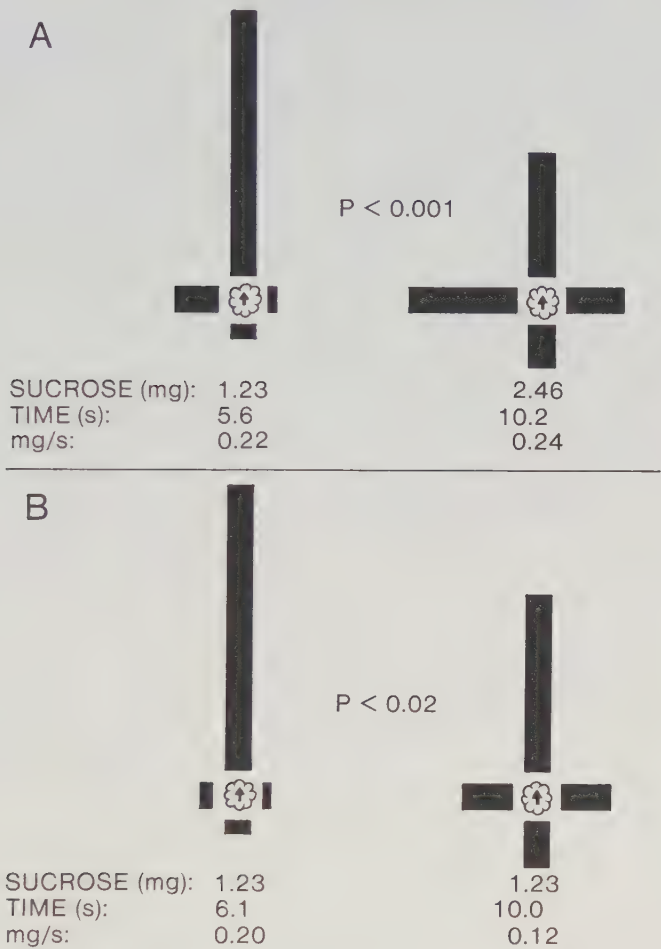 A
P < 0.001
SUCROSE (mg): 1.23 2.46
TIME (s): 5.6 10.2
mg/s: 0.22 0.24
B
P < 0.02
SUCROSE (mg): 1.23 1.23
TIME (s): 6.1 10.0
mg/s: 0.20 0.12